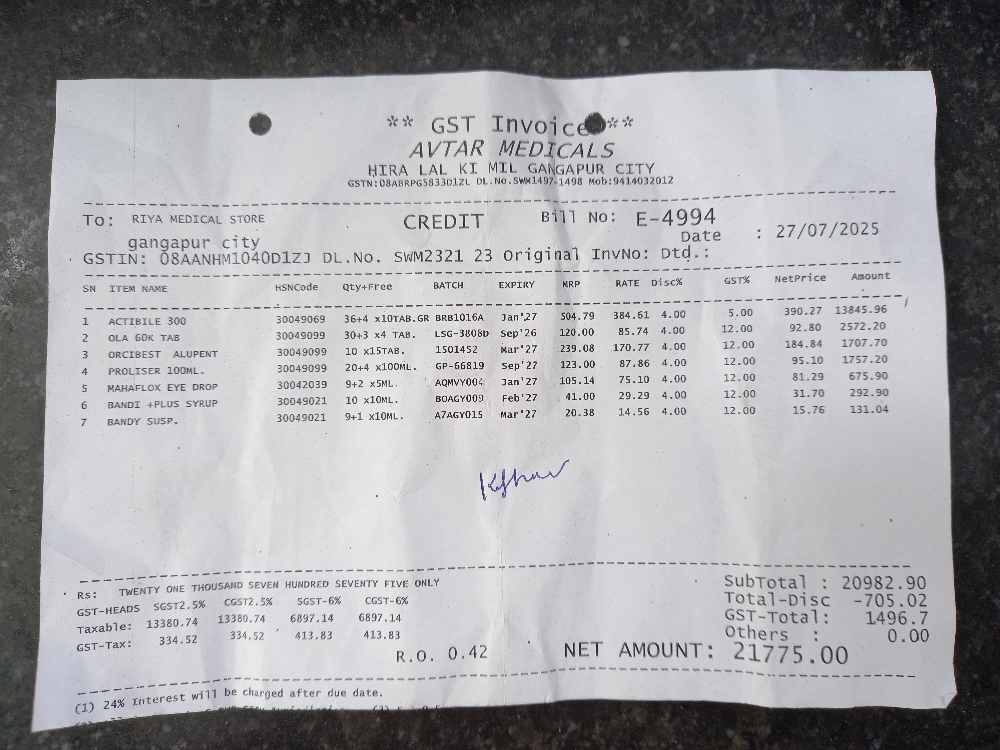 ** GST Invoice **
AVTAR MEDICALS
HIRA LAL KI MIL GANGAPUR CITY
GSTN:08ABRPG5833D1ZL DL.No.SWM1497-1498 Mob:9414032012
To: RIYA MEDICAL STORE CREDIT Bill No: E-4994
gangapur city Date : 27/07/2025
GSTIN: 08AANHM1040D1ZJ DL.No. SWM2321 23 Original InvNo: Dtd.:
SN ITEM NAME HSNCode Qty+Free BATCH EXPIRY MRP RATE Disc% GST% NetPrice Amount
1 ACTIBILE 300 30049069 36+4 x10TAB.GR BRB1016A Jan'27 504.79 384.61 4.00 5.00 390.27 13845.96
2 OLA 60K TAB 30049099 30+3 x4 TAB. LSG-3808D Sep'26 120.00 85.74 4.00 12.00 92.80 2572.20
3 ORCIBEST ALUPENT 30049099 10 x15TAB. 1501452 Mar'27 239.08 170.77 4.00 12.00 184.84 1707.70
4 PROLISER 100ML. 30049099 20+4 x100ML. GP-66819 Sep'27 123.00 87.86 4.00 12.00 95.10 1757.20
5 MAHAFLOX EYE DROP 30042039 9+2 x5ML. AQMVY004 Jan'27 105.14 75.10 4.00 12.00 81.29 675.90
6 BANDI +PLUS SYRUP 30049021 10 x10ML. BOAGY009 Feb'27 41.00 29.29 4.00 12.00 31.70 292.90
7 BANDY SUSP. 30049021 9+1 x10ML. A7AGY015 Mar'27 20.38 14.56 4.00 12.00 15.76 131.04
Rs: TWENTY ONE THOUSAND SEVEN HUNDRED SEVENTY FIVE ONLY
GST-HEADS SGST2.5% CGST2.5% SGST-6% CGST-6%
Taxable: 13380.74 13380.74 6897.14 6897.14
GST-Tax: 334.52 334.52 413.83 413.83
R.O. 0.42
SubTotal : 20982.90
Total-Disc -705.02
GST-Total: 1496.7
Others : 0.00
NET AMOUNT: 21775.00
(1) 24% Interest will be charged after due date.